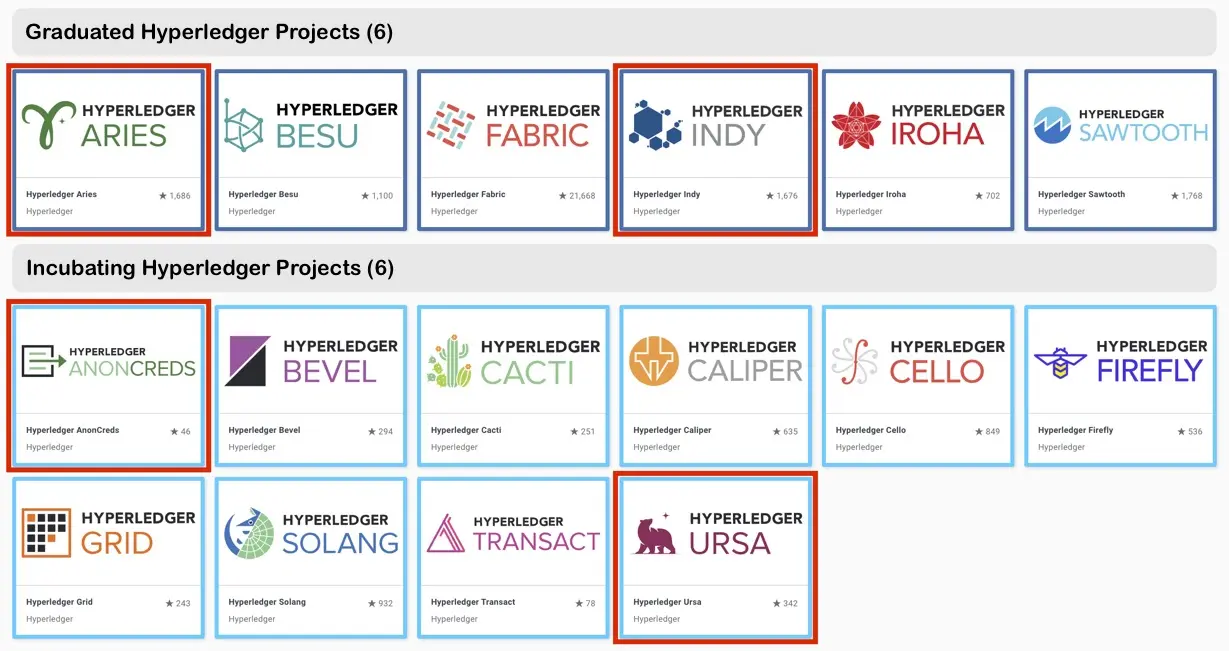 Graduated Hyperledger Projects (6)
HYPERLEDGER
ARIES
Hyperledger Aries ★ 1,686
Hyperledger
HYPERLEDGER
BESU
Hyperledger Besu ★ 1,100
Hyperledger
HYPERLEDGER
FABRIC
Hyperledger Fabric ★ 21,668
Hyperledger
HYPERLEDGER
INDY
Hyperledger Indy ★ 1,676
Hyperledger
HYPERLEDGER
IROHA
Hyperledger Iroha ★ 702
Hyperledger
HYPERLEDGER
SAWTOOTH
Hyperledger Sawtooth ★ 1,768
Hyperledger
Incubating Hyperledger Projects (6)
HYPERLEDGER
ANONCREDS
Hyperledger AnonCreds ★ 46
Hyperledger
HYPERLEDGER
BEVEL
Hyperledger Bevel ★ 294
Hyperledger
HYPERLEDGER
CACTI
Hyperledger Cacti ★ 251
Hyperledger
HYPERLEDGER
CALIPER
Hyperledger Caliper ★ 635
Hyperledger
HYPERLEDGER
CELLO
Hyperledger Cello ★ 849
Hyperledger
HYPERLEDGER
FIREFLY
Hyperledger Firefly ★ 536
Hyperledger
HYPERLEDGER
GRID
Hyperledger Grid ★ 243
Hyperledger
HYPERLEDGER
SOLANG
Hyperledger Solang ★ 932
Hyperledger
HYPERLEDGER
TRANSACT
Hyperledger Transact ★ 78
Hyperledger
HYPERLEDGER
URSA
Hyperledger Ursa ★ 342
Hyperledger